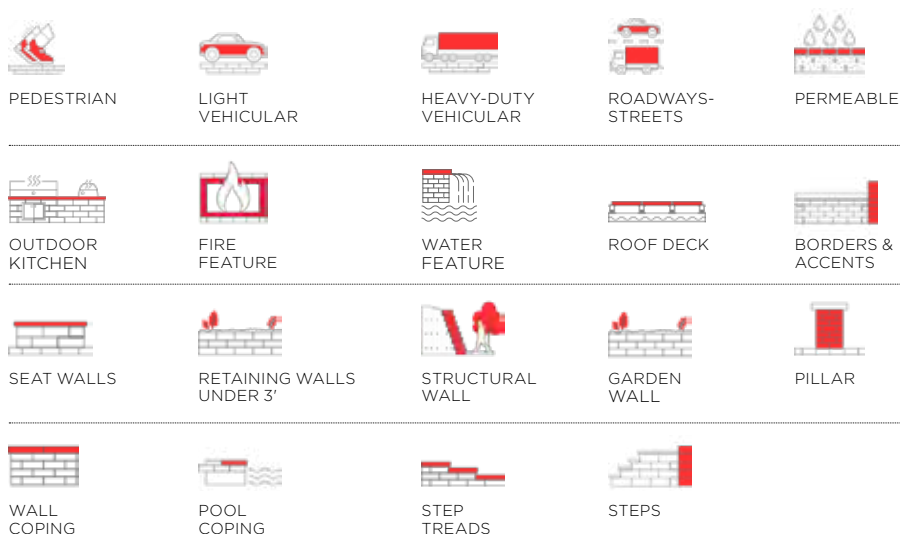 PEDESTRIAN
LIGHT
VEHICULAR
HEAVY-DUTY
VEHICULAR
ROADWAYS-
STREETS
PERMEABLE
OUTDOOR
KITCHEN
FIRE
FEATURE
WATER
FEATURE
ROOF DECK
BORDERS &
ACCENTS
SEAT WALLS
RETAINING WALLS
UNDER 3'
STRUCTURAL
WALL
GARDEN
WALL
PILLAR
WALL
COPING
POOL
COPING
STEP
TREADS
STEPS